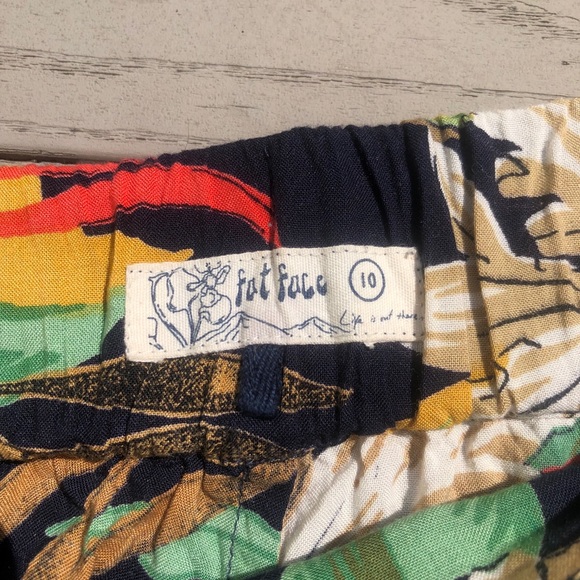 fat face 10
Life is out there